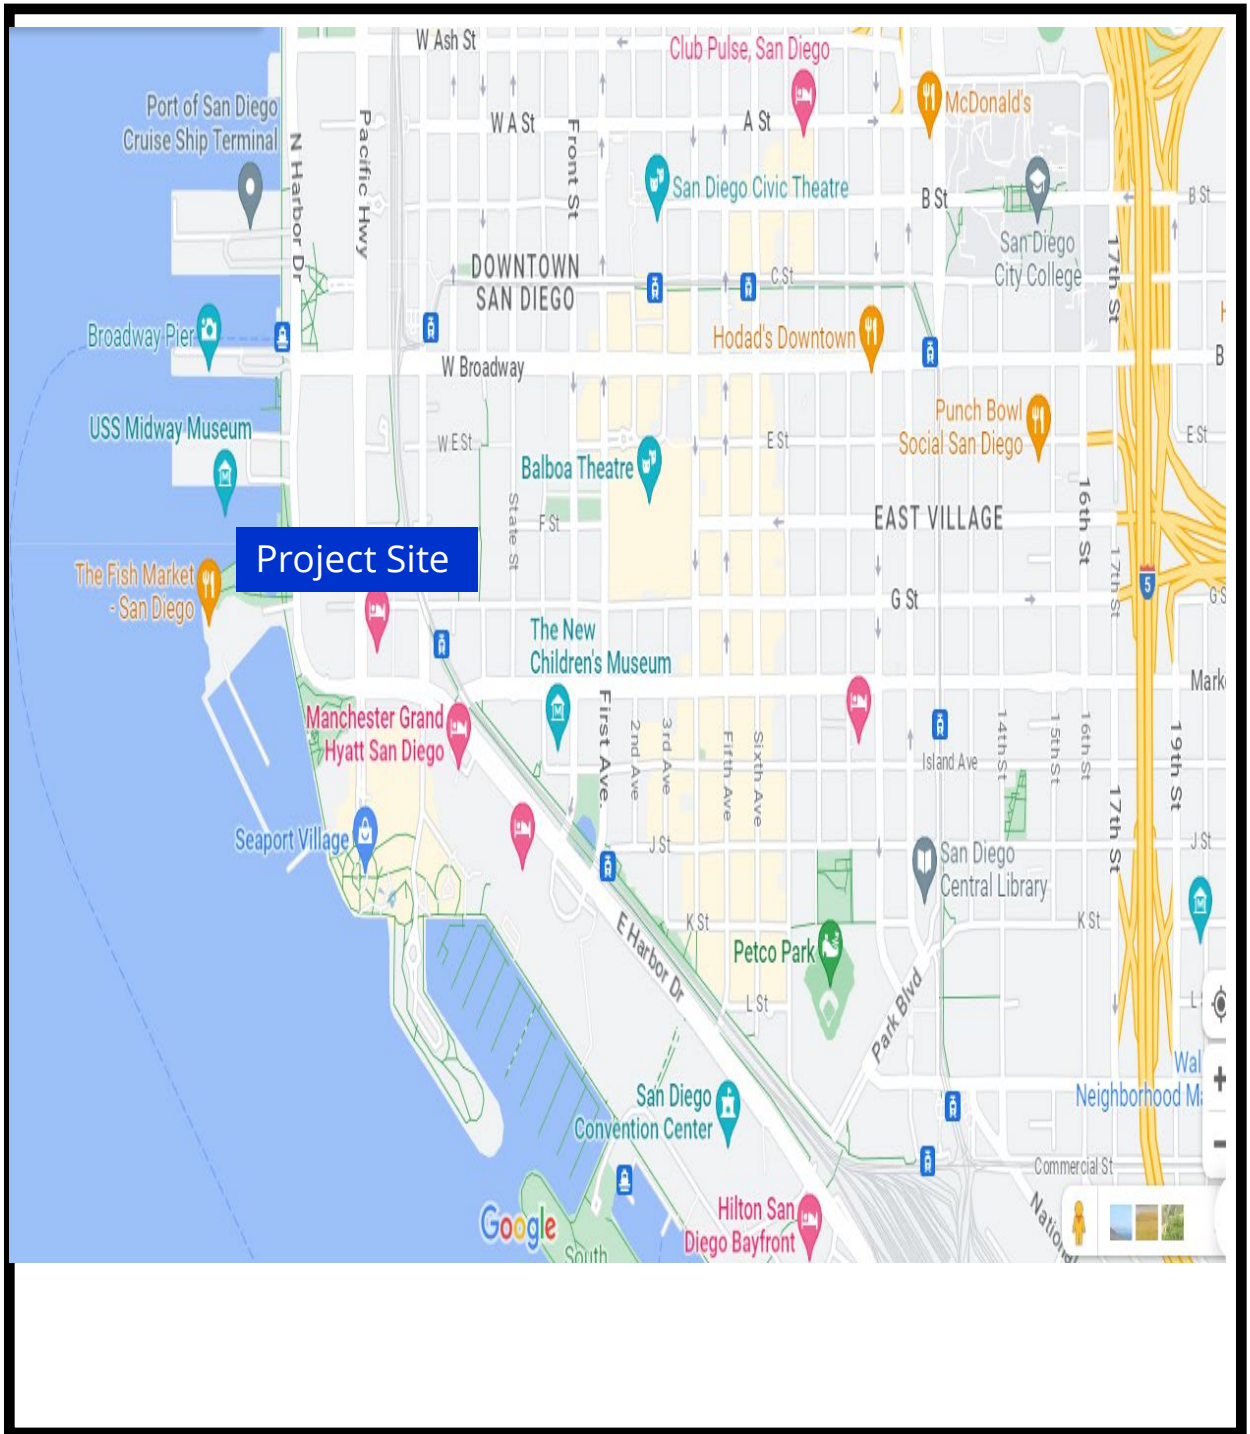 W Ash St
Club Pulse, San Diego
Port of San Diego
Cruise Ship Terminal
McDonald's
N Harbor Dr
Pacific Hwy
W A St
Front St
A St
San Diego Civic Theatre
B St
B St
San Diego
City College
17th St
DOWNTOWN
SAN DIEGO
C St
Broadway Pier
Hodad's Downtown
W Broadway
B
USS Midway Museum
Punch Bowl
Social San Diego
W E St
E St
E St
Balboa Theatre
State St
F St
EAST VILLAGE
16th St
Project Site
The Fish Market
- San Diego
17th St
5
G St
G S
The New
Children's Museum
Mark
Manchester Grand
Hyatt San Diego
First Ave.
2nd Ave
3rd Ave
Fifth Ave
Sixth Ave
Island Ave
14th St
15th St
16th St
17th St
19th St
Seaport Village
J St
J St
San Diego
Central Library
K St
K St
E Harbor Dr
Petco Park
L St
L
Park Blvd
San Diego
Convention Center
Wal
Neighborhood Ma
Commercial St
Hilton San
Diego Bayfront
National
Google
South